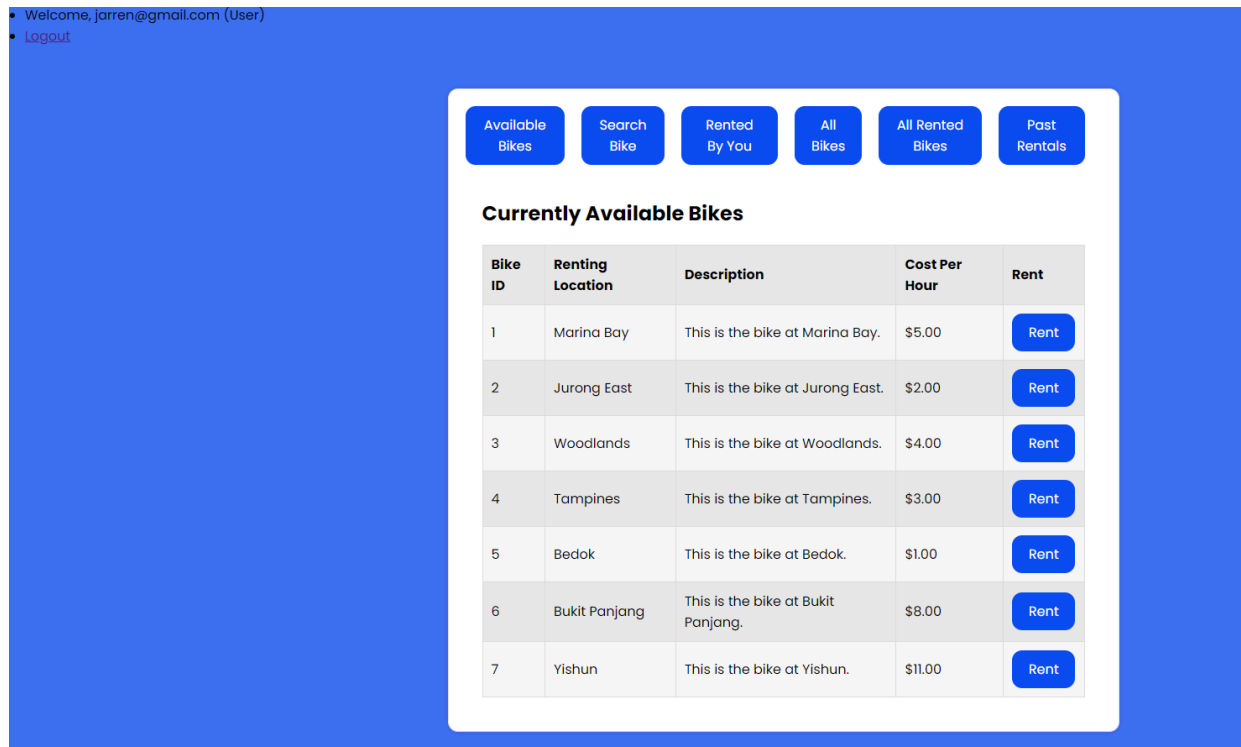 Welcome, jarren@gmail.com (User)
Logout
Available Bikes
Search Bike
Rented By You
All Bikes
All Rented Bikes
Past Rentals
Currently Available Bikes
Bike ID Renting Location Description Cost Per Hour Rent
1 Marina Bay This is the bike at Marina Bay. $5.00 Rent
2 Jurong East This is the bike at Jurong East. $2.00 Rent
3 Woodlands This is the bike at Woodlands. $4.00 Rent
4 Tampines This is the bike at Tampines. $3.00 Rent
5 Bedok This is the bike at Bedok. $1.00 Rent
6 Bukit Panjang This is the bike at Bukit Panjang. $8.00 Rent
7 Yishun This is the bike at Yishun. $11.00 Rent